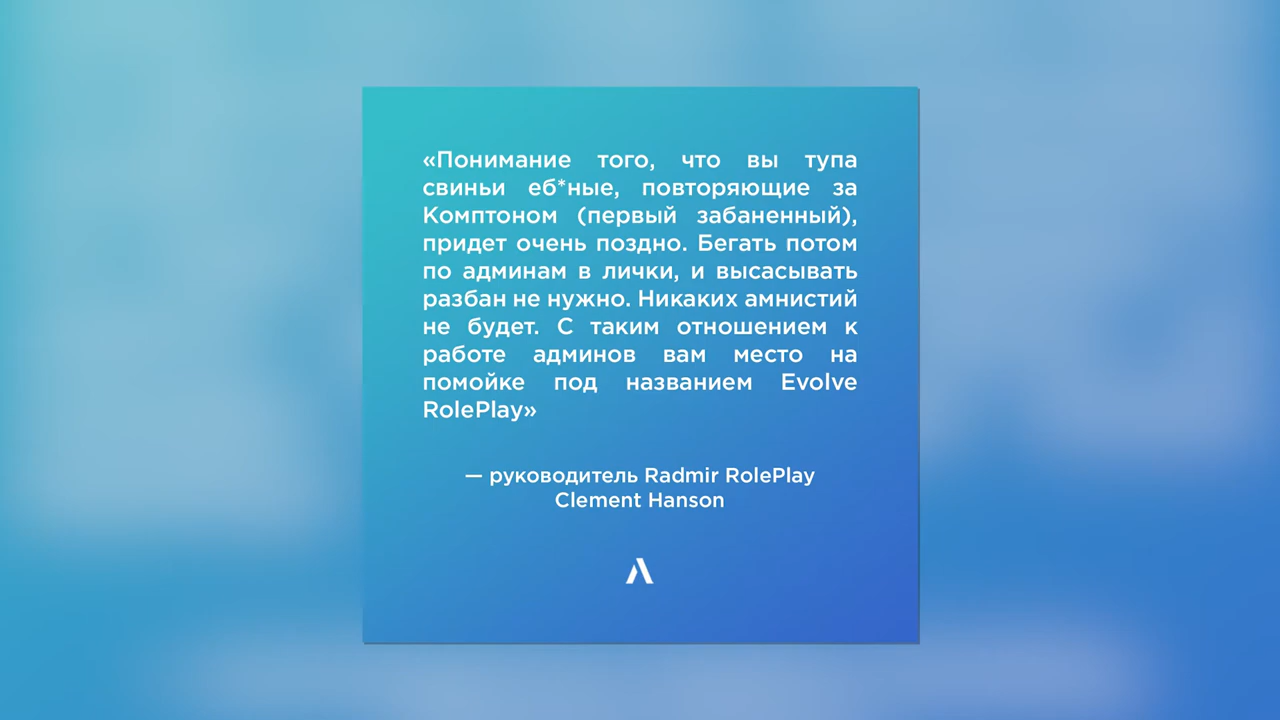 «Понимание того, что вы тупа
свиньи еб*ные, повторяющие за
Комптоном (первый забаненный),
придет очень поздно. Бегать потом
по админам в лички, и высасывать
разбан не нужно. Никаких амнистий
не будет. С таким отношением к
работе админов вам место на
помойке под названием Evolve
RolePlay»
— руководитель Radmir RolePlay
Clement Hanson